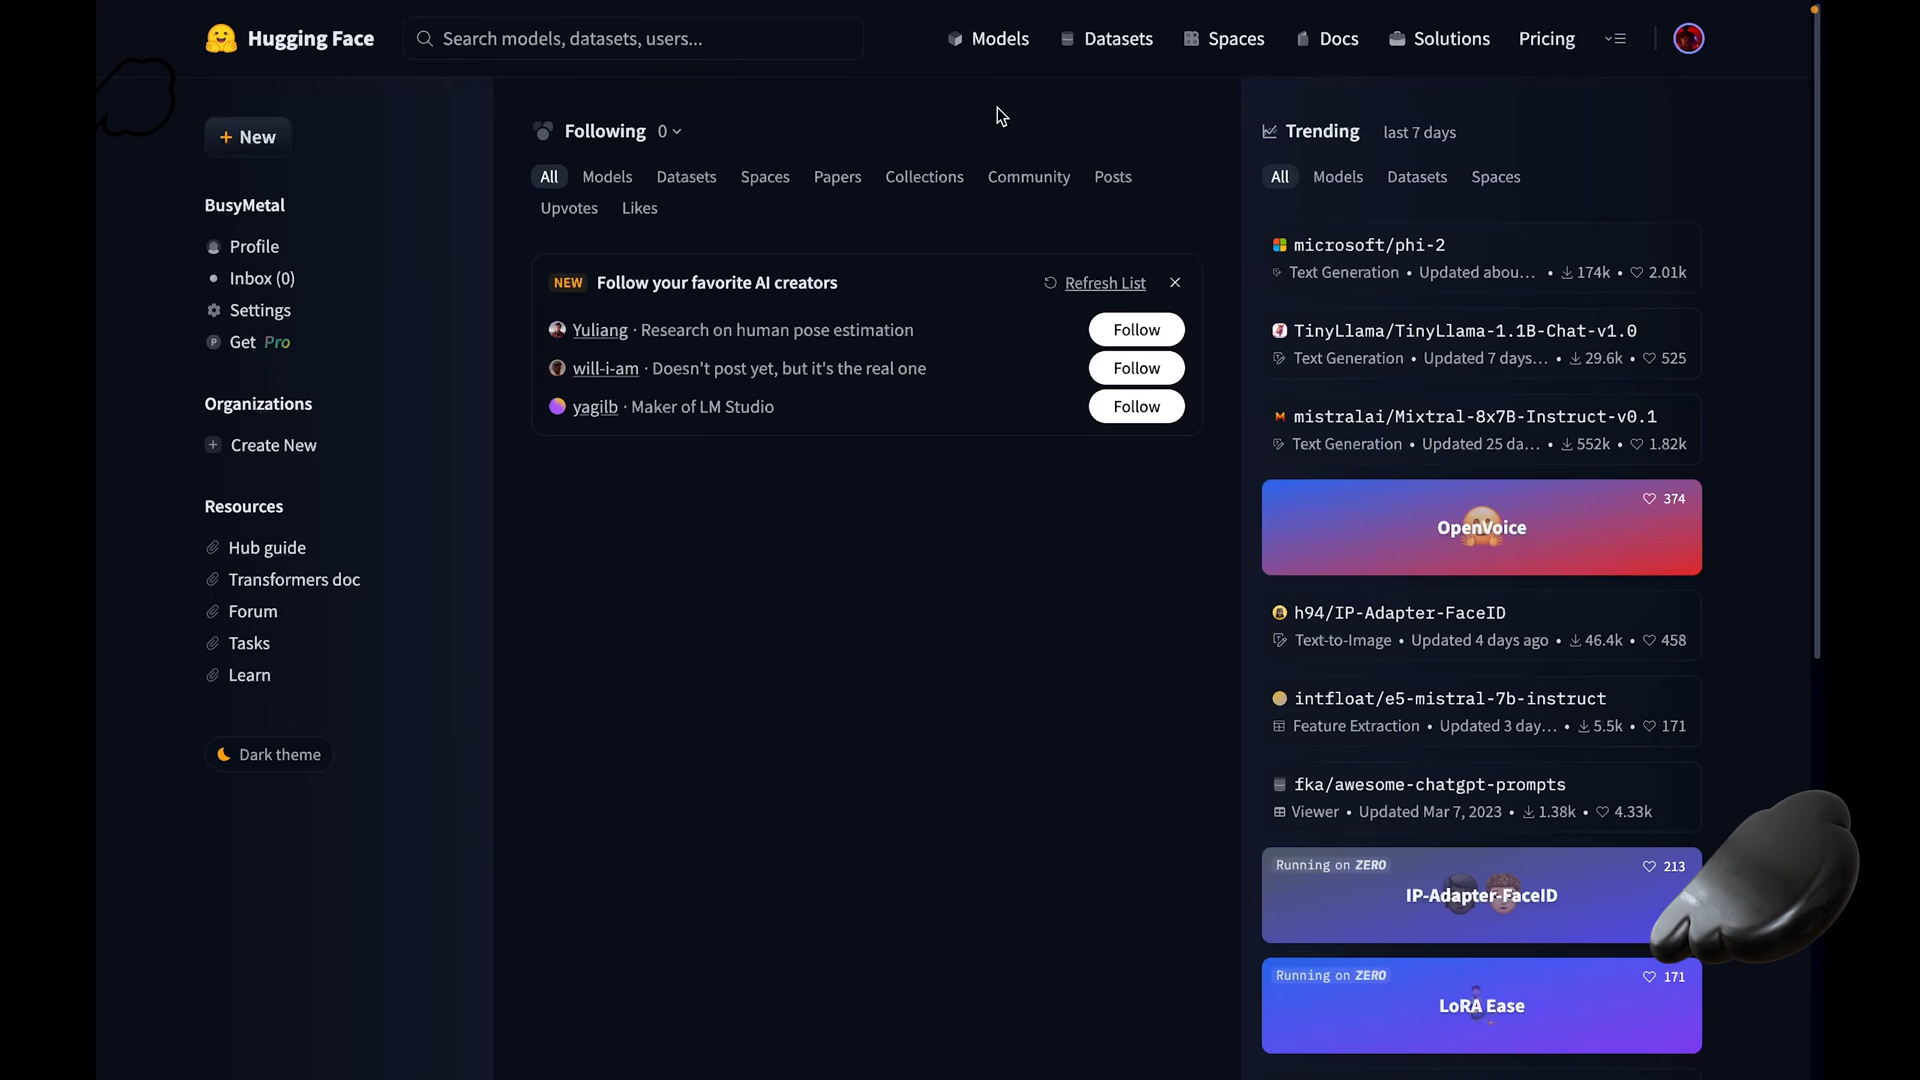 Hugging Face
Search models, datasets, users...
Models
Datasets
Spaces
Docs
Solutions
Pricing
+ New
BusyMetal
Profile
Inbox (0)
Settings
P Get Pro
Organizations
+ Create New
Resources
Hub guide
Transformers doc
Forum
Tasks
Learn
Dark theme
Following 0
All Models Datasets Spaces Papers Collections Community Posts
Upvotes Likes
NEW Follow your favorite AI creators Refresh List
Yuliang · Research on human pose estimation Follow
will-i-am · Doesn't post yet, but it's the real one Follow
yagilb · Maker of LM Studio Follow
Trending last 7 days
All Models Datasets Spaces
microsoft/phi-2
Text Generation • Updated abou... • 174k • 2.01k
TinyLlama/TinyLlama-1.1B-Chat-v1.0
Text Generation • Updated 7 days... • 29.6k • 525
mistralai/Mixtral-8x7B-Instruct-v0.1
Text Generation • Updated 25 da... • 552k • 1.82k
374
OpenVoice
h94/IP-Adapter-FaceID
Text-to-Image • Updated 4 days ago • 46.4k • 458
intfloat/e5-mistral-7b-instruct
Feature Extraction • Updated 3 day... • 5.5k • 171
fka/awesome-chatgpt-prompts
Viewer • Updated Mar 7, 2023 • 1.38k • 4.33k
Running on ZERO 213
IP-Adapter-FaceID
Running on ZERO 171
LoRA Ease